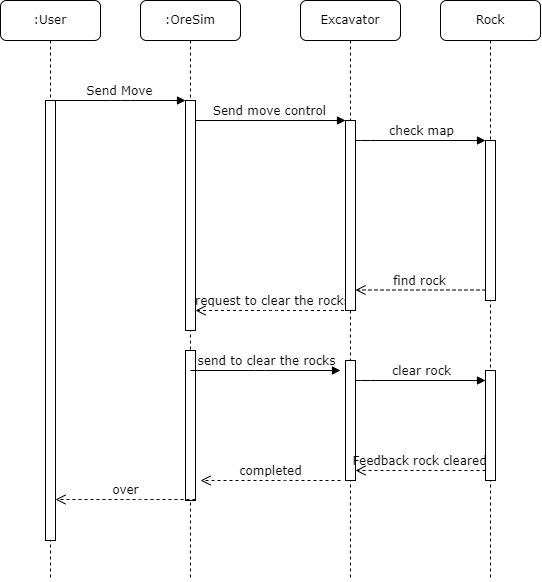 :User
:OreSim
Excavator
Rock
Send Move
Send move control
check map
find rock
request to clear the rocks
send to clear the rocks
clear rock
Feedback rock cleared
completed
over